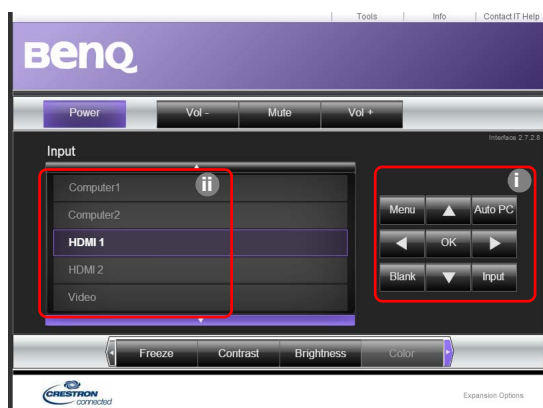 Tools Info Contact IT Help
BenQ
Power Vol - Mute Vol +
Interface 2.7.2.8
Input
i
ii
Computer1
Computer2
HDMI 1
HDMI 2
Video
Menu Auto PC
OK
Blank Input
Freeze Contrast Brightness Color
CRESTRON
connected
Expansion Options